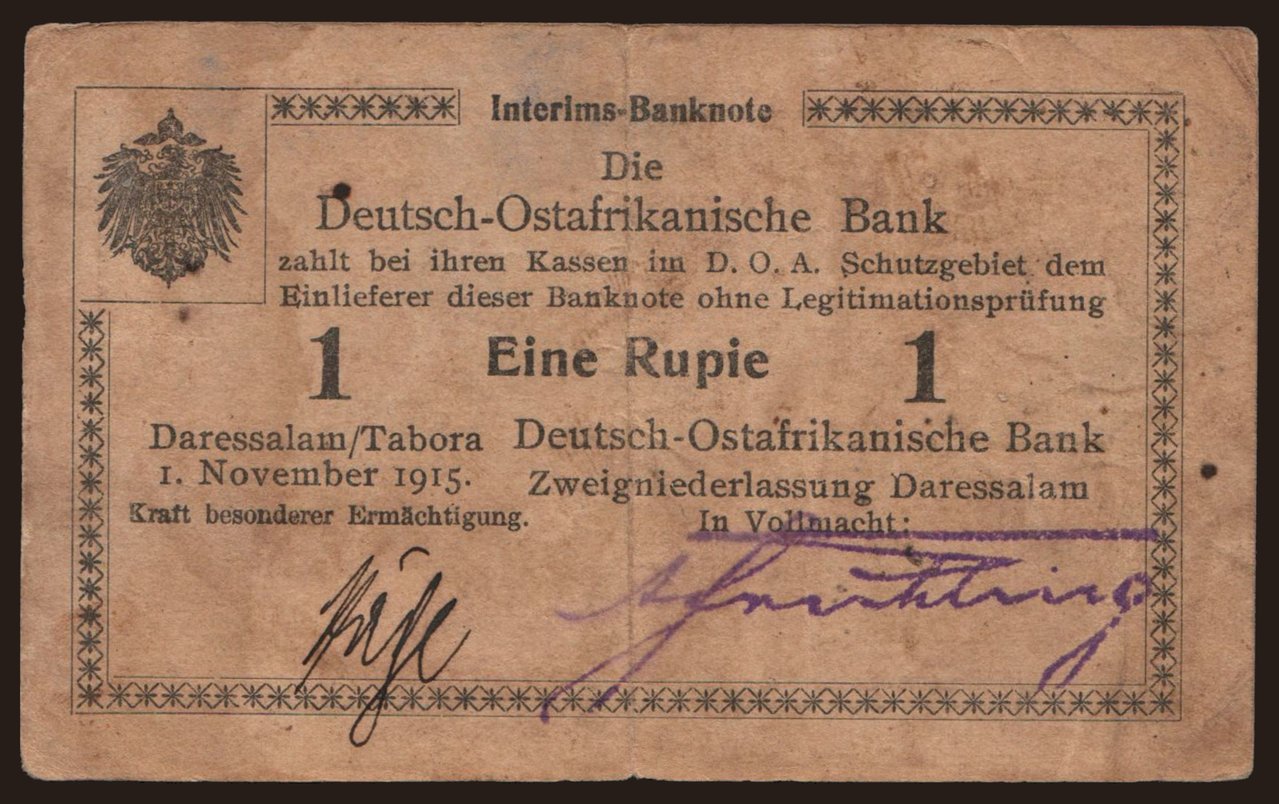 Interims-Banknote
Die
Deutsch-Ostafrikanische Bank
zahlt bei ihren Kassen im D. O. A. Schutzgebiet dem
Einlieferer dieser Banknote ohne Legitimationsprüfung
1 Eine Rupie 1
Daressalam/Tabora
1. November 1915.
Kraft besonderer Ermächtigung.
Deutsch-Ostafrikanische Bank
Zweigniederlassung Daressalam
In Vollmacht: